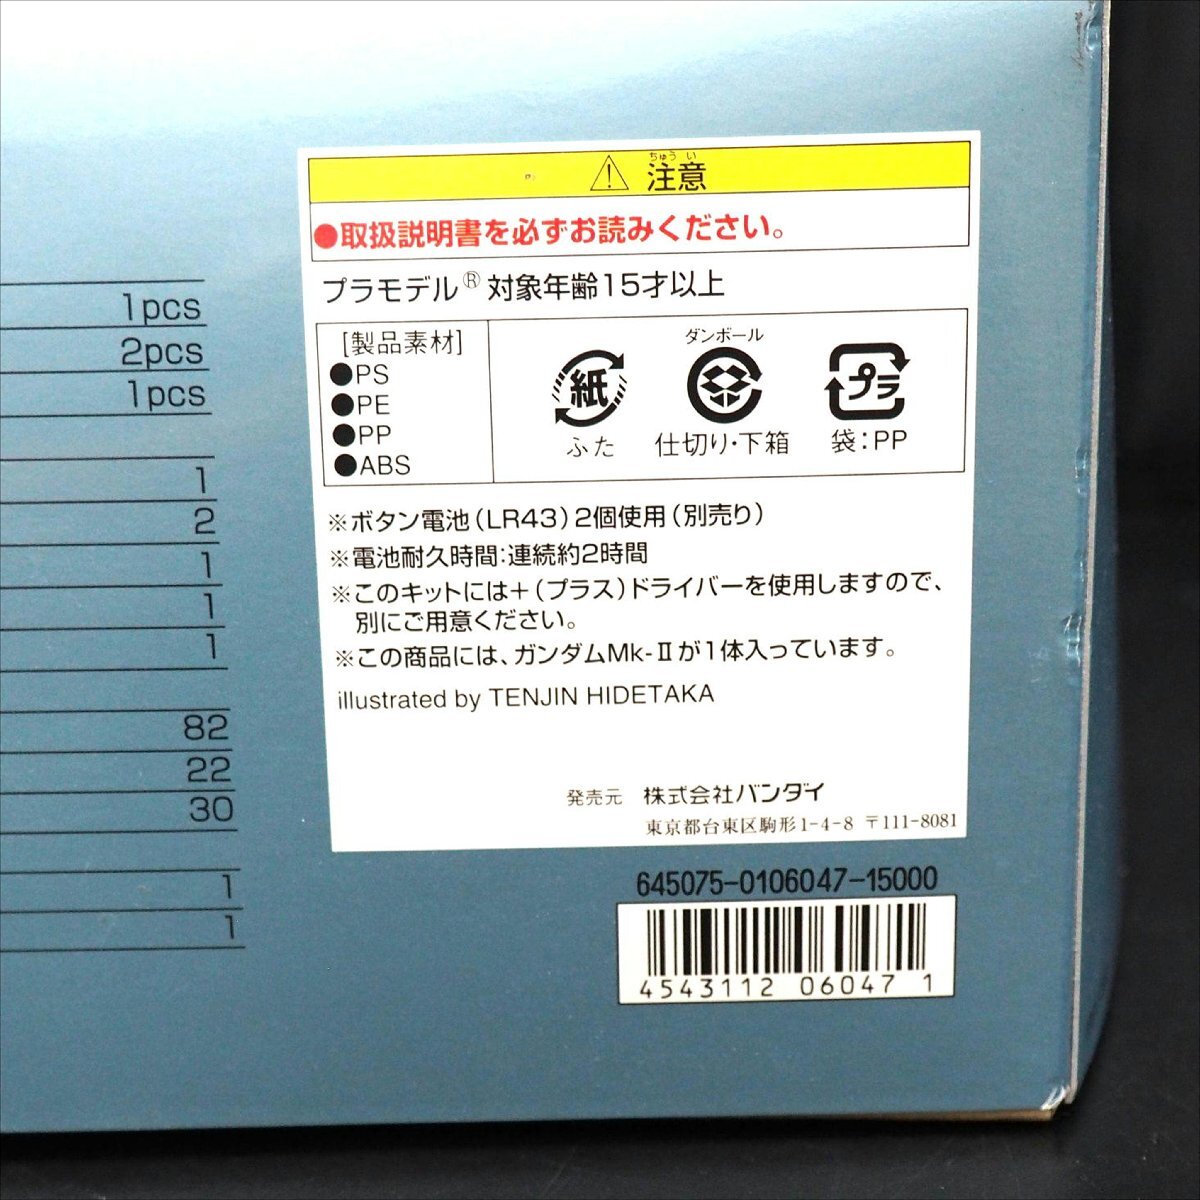 1pcs
2pcs
1pcs
1
2
1
1
1
82
22
30
1
1
ちゅう い
注意
●取扱説明書を必ずお読みください。
プラモデル® 対象年齢15才以上
[製品素材]
●PS
●PE
●PP
●ABS
紙
ふた
ダンボール
仕切り・下箱
プラ
袋:PP
※ボタン電池(LR43)2個使用(別売り)
※電池耐久時間:連続約2時間
※このキットには+(プラス)ドライバーを使用しますので、
別にご用意ください。
※この商品には、ガンダムMk-Ⅱが1体入っています。
illustrated by TENJIN HIDETAKA
発売元 株式会社バンダイ
東京都台東区駒形1-4-8 〒111-8081
645075-0106047-15000
4543112 06047 1